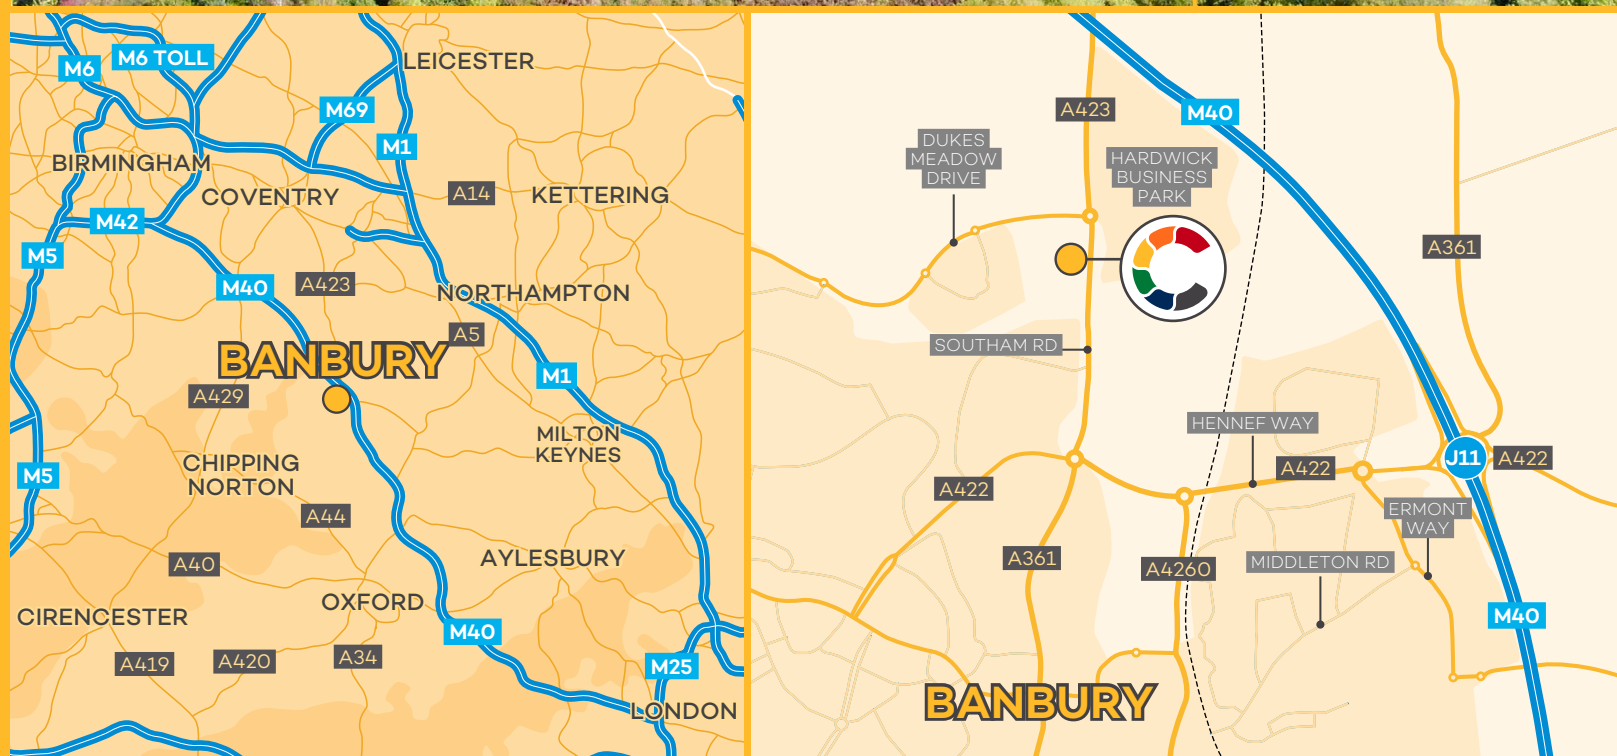 LEICESTER
M6 TOLL
M6
M69
M1
BIRMINGHAM
COVENTRY
A14
KETTERING
M42
M5
M40
A423
NORTHAMPTON
A5
BANBURY
M1
A429
MILTON
KEYNES
CHIPPING
NORTON
M5
A44
A40
AYLESBURY
OXFORD
CIRENCESTER
M40
A419
A420
A34
M25
LONDON
A423
M40
DUKES
MEADOW
DRIVE
HARDWICK
BUSINESS
PARK
A361
SOUTHAM RD
HENNEF WAY
A422
J11
A422
A422
ERMONT
WAY
A361
A4260
MIDDLETON RD
M40
BANBURY